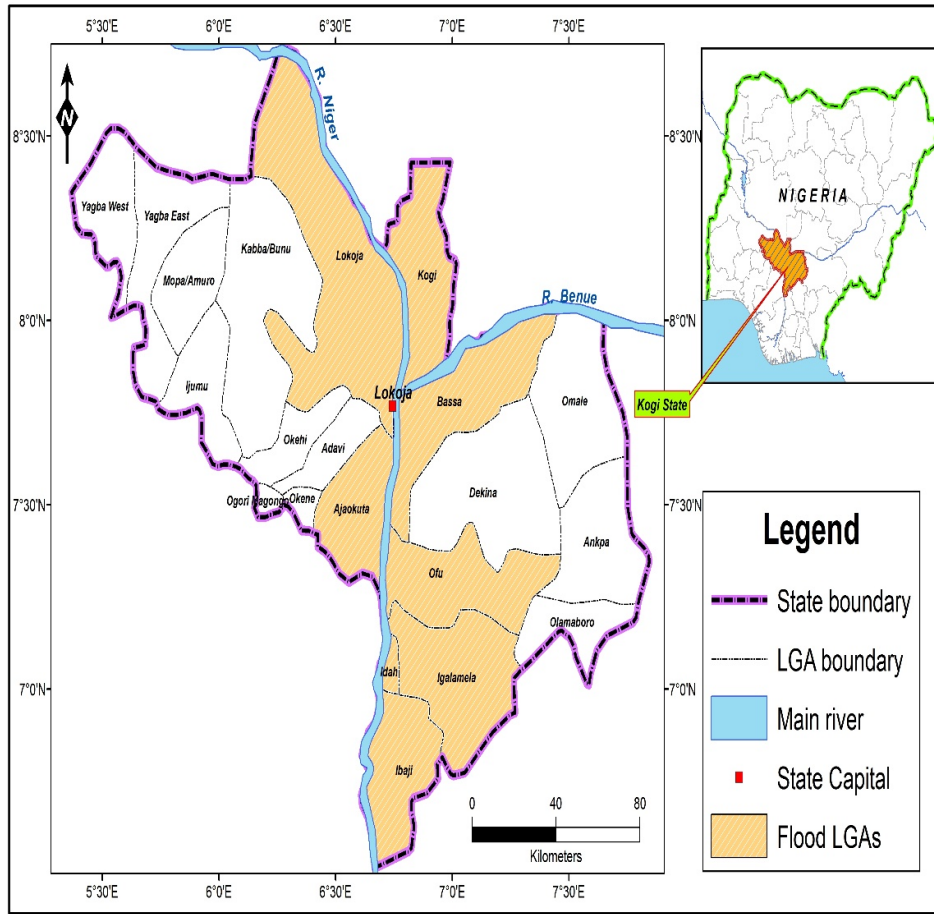 5°30'E 6°0'E 6°30'E 7°0'E 7°30'E
N
8°30'N
8°0'N
7°30'N
7°0'N
R. Niger
R. Benue
Yagba West
Yagba East
Kabba/Bunu
Mopa/Amuro
Ijumu
Lokoja
Kogi
Lokoja
Bassa
Omale
Okehi
Adavi
Dekina
Ogori Magongo
Okene
Ajaokuta
Ankpa
Ofu
Olamaboro
Idah
Igalamela
Ibaji
0 40 80
Kilometers
8°30'N
8°0'N
7°30'N
7°0'N
5°30'E 6°0'E 6°30'E 7°0'E 7°30'E
NIGERIA
Kogi State
Legend
State boundary
LGA boundary
Main river
State Capital
Flood LGAs